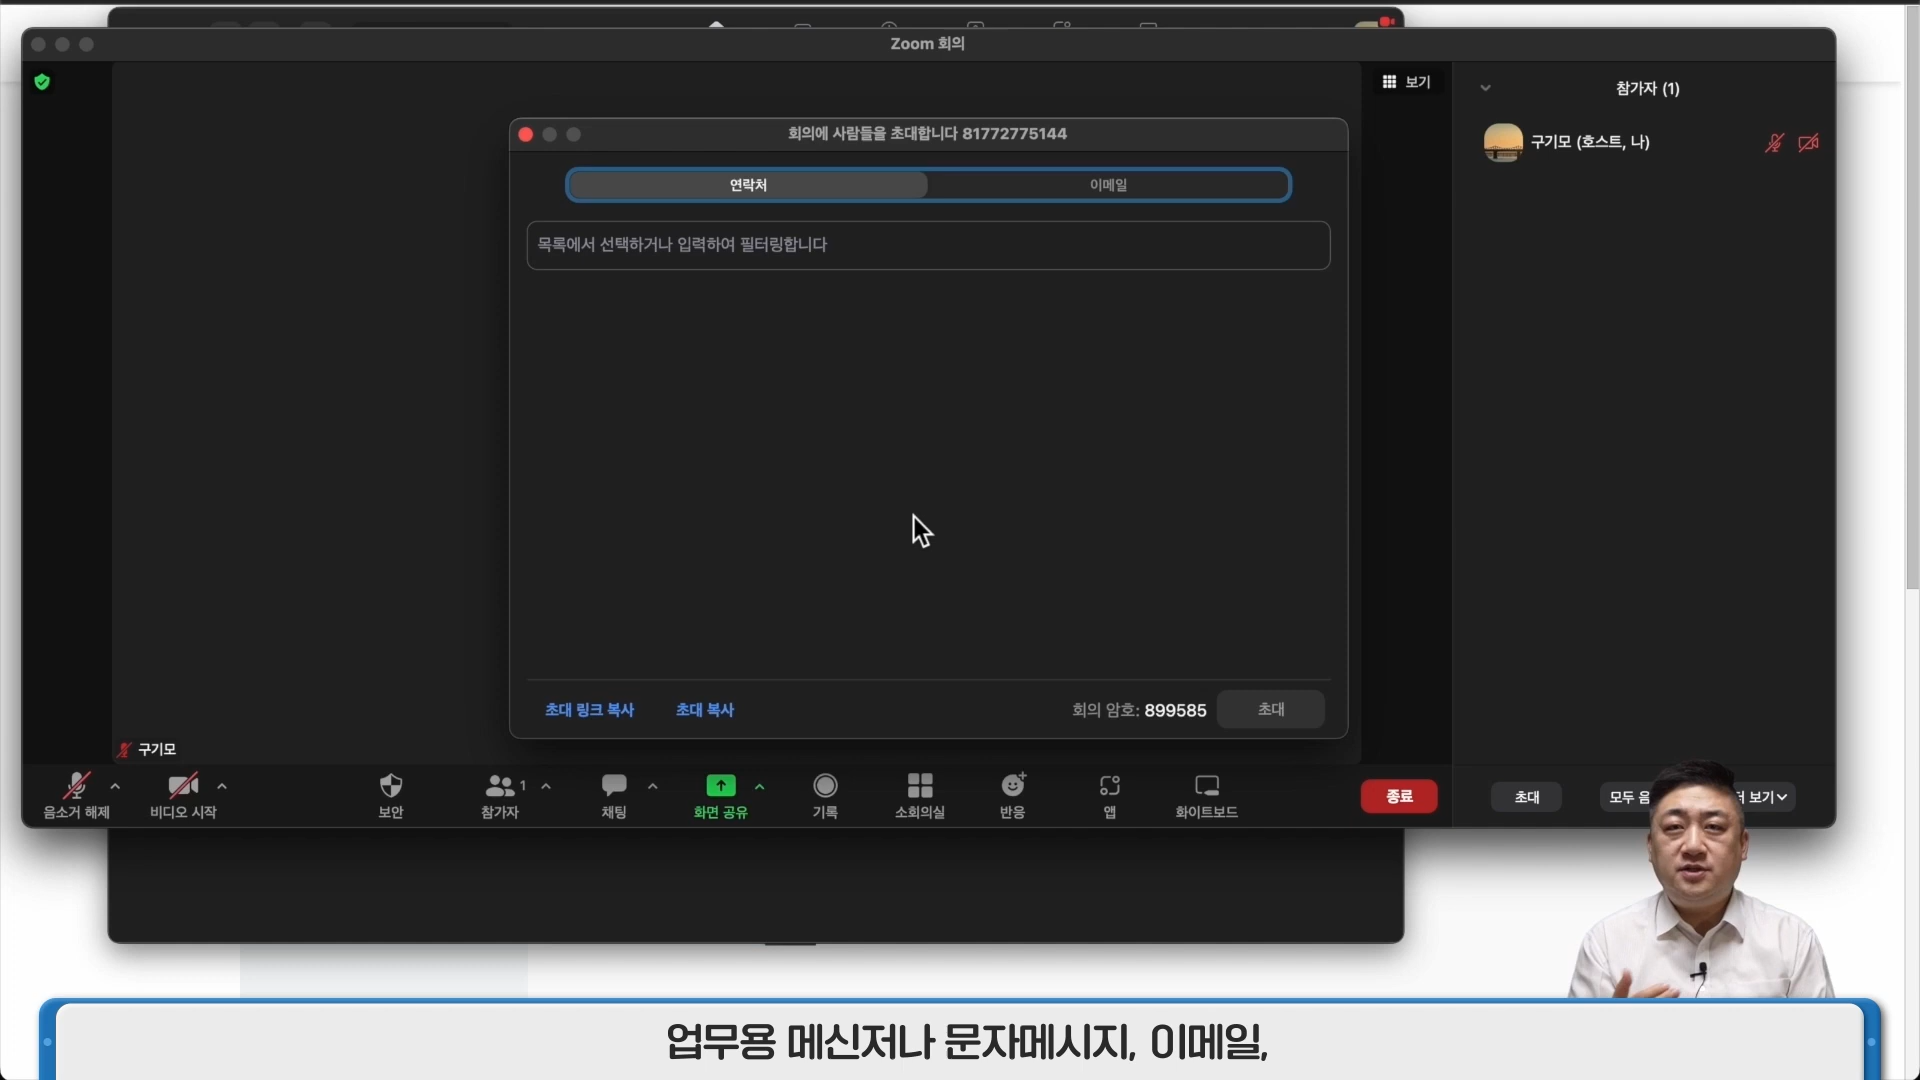 Zoom 회의
보기
참가자 (1)
구기모 (호스트, 나)
회의에 사람들을 초대합니다 81772775144
연락처
이메일
목록에서 선택하거나 입력하여 필터링합니다
초대 링크 복사
초대 복사
회의 암호: 899585
초대
구기모
음소거 해제
비디오 시작
보안
1
참가자
채팅
화면 공유
기록
소회의실
반응
앱
화이트보드
종료
초대
모두
보기
업무용 메신저나 문자메시지, 이메일,